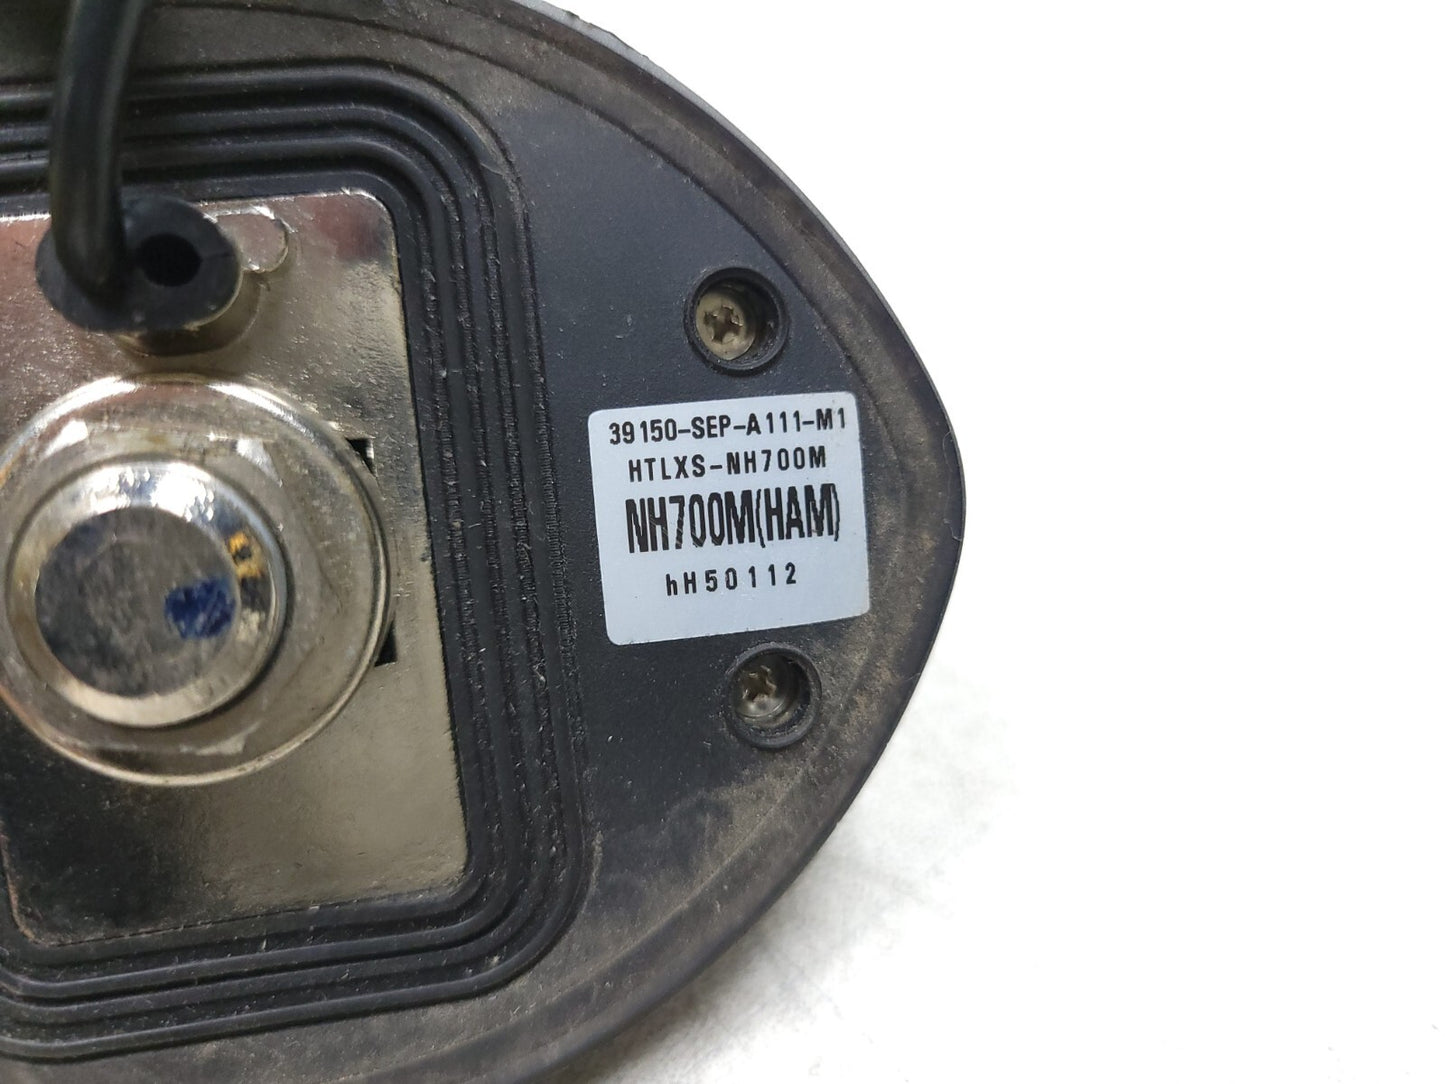 39150-SEP-A111-M1
HTLXS-NH700M
NH700M(HAM)
hH50112